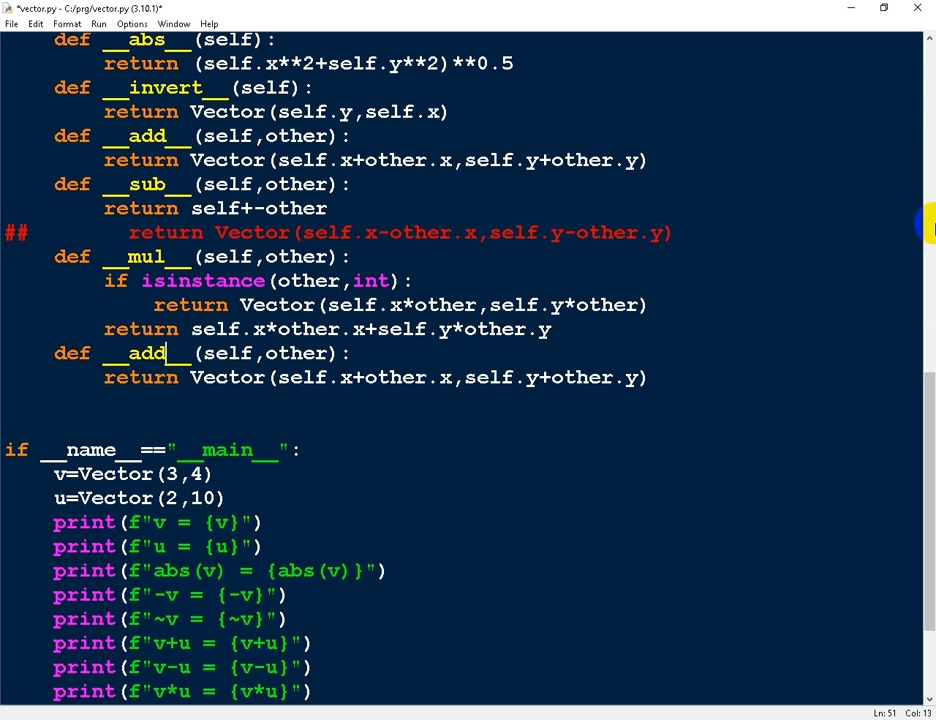 *vector.py - C:/prg/vector.py (3.10.1)*
File Edit Format Run Options Window Help
    def __abs__(self):
        return (self.x**2+self.y**2)**0.5
    def __invert__(self):
        return Vector(self.y,self.x)
    def __add__(self,other):
        return Vector(self.x+other.x,self.y+other.y)
    def __sub__(self,other):
        return self+-other
##        return Vector(self.x-other.x,self.y-other.y)
    def __mul__(self,other):
        if isinstance(other,int):
            return Vector(self.x*other,self.y*other)
        return self.x*other.x+self.y*other.y
    def __add__(self,other):
        return Vector(self.x+other.x,self.y+other.y)
if __name__=="__main__":
    v=Vector(3,4)
    u=Vector(2,10)
    print(f"v = {v}")
    print(f"u = {u}")
    print(f"abs(v) = {abs(v)}")
    print(f"-v = {-v}")
    print(f"~v = {~v}")
    print(f"v+u = {v+u}")
    print(f"v-u = {v-u}")
    print(f"v*u = {v*u}")
Ln: 51 Col: 13